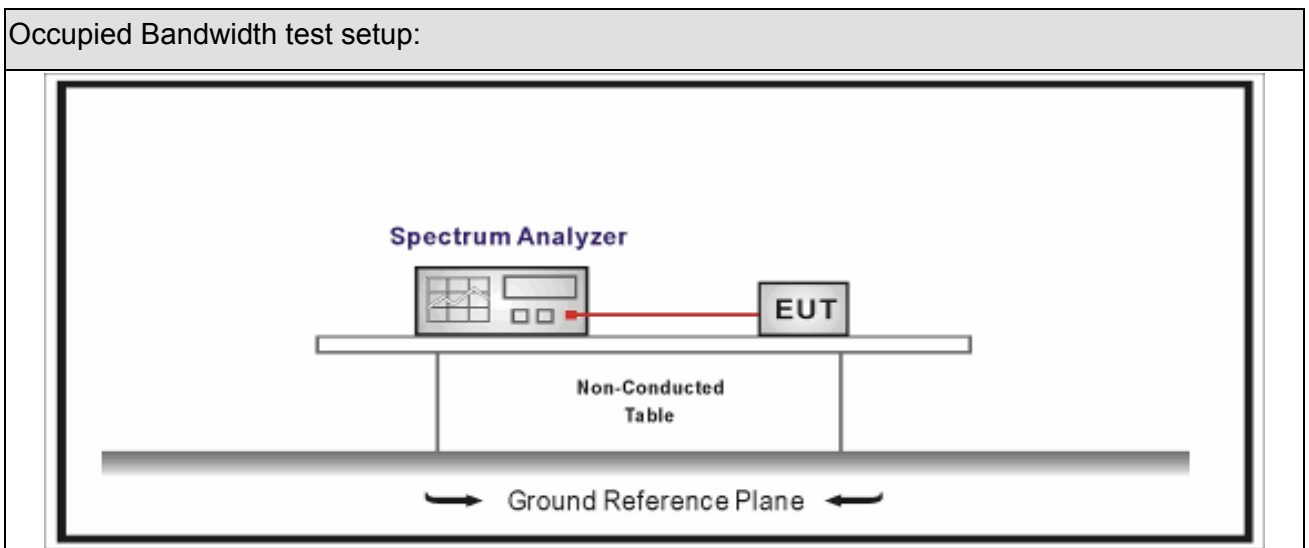 Occupied Bandwidth test setup:
Spectrum Analyzer
EUT
Non-Conducted
Table
Ground Reference Plane